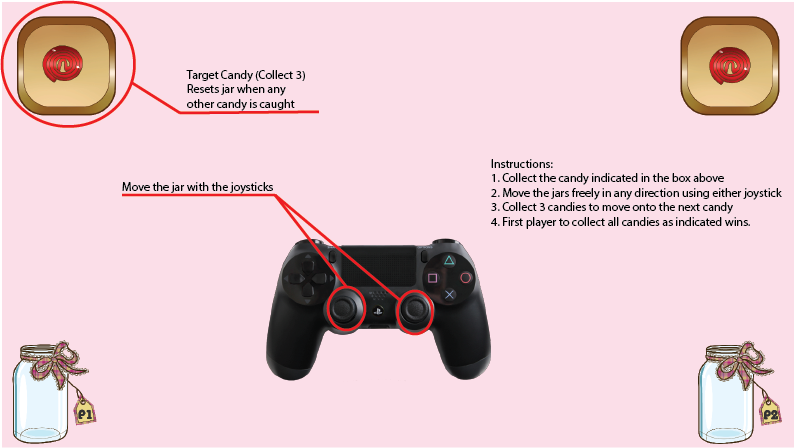 Target Candy (Collect 3)
Resets jar when any
other candy is caught
Instructions:
1. Collect the candy indicated in the box above
2. Move the jars freely in any direction using either joystick
3. Collect 3 candies to move onto the next candy
4. First player to collect all candies as indicated wins.
Move the jar with the joysticks
P1
P2